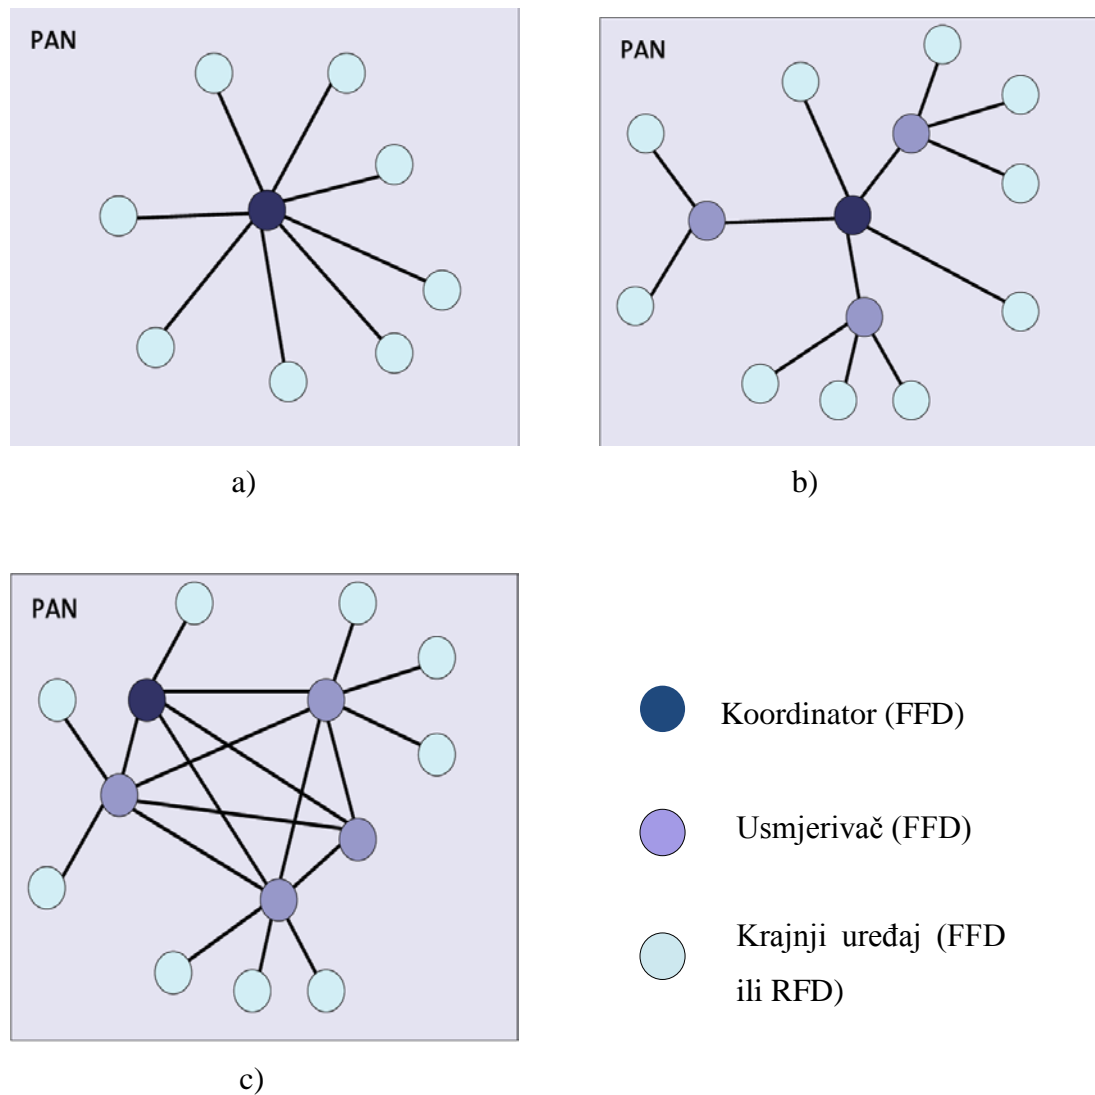 PAN
PAN
a)
b)
PAN
Koordinator (FFD)
Usmjerivač (FFD)
Krajnji uređaj (FFD
ili RFD)
c)